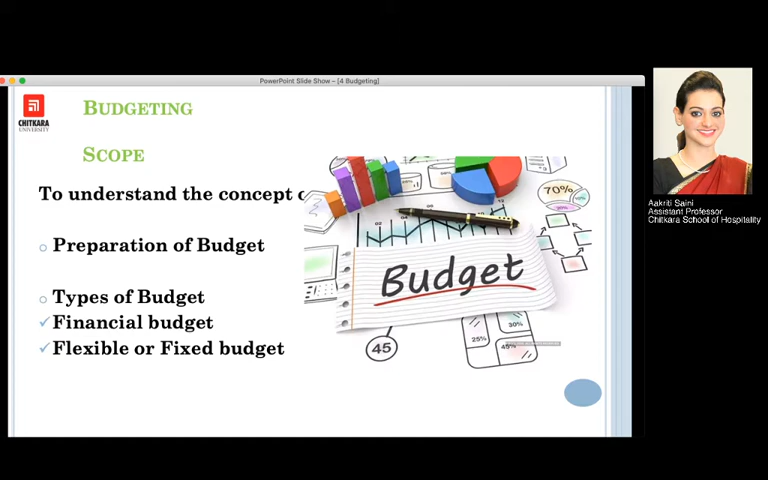 PowerPoint Slide Show - [4 Budgeting]
CHITKARA
UNIVERSITY
BUDGETING
SCOPE
To understand the concept
Preparation of Budget
Types of Budget
Financial budget
Flexible or Fixed budget
70%
Budget
45
30%
25%
45%
Aakriti Saini
Assistant Professor
Chitkara School of Hospitality